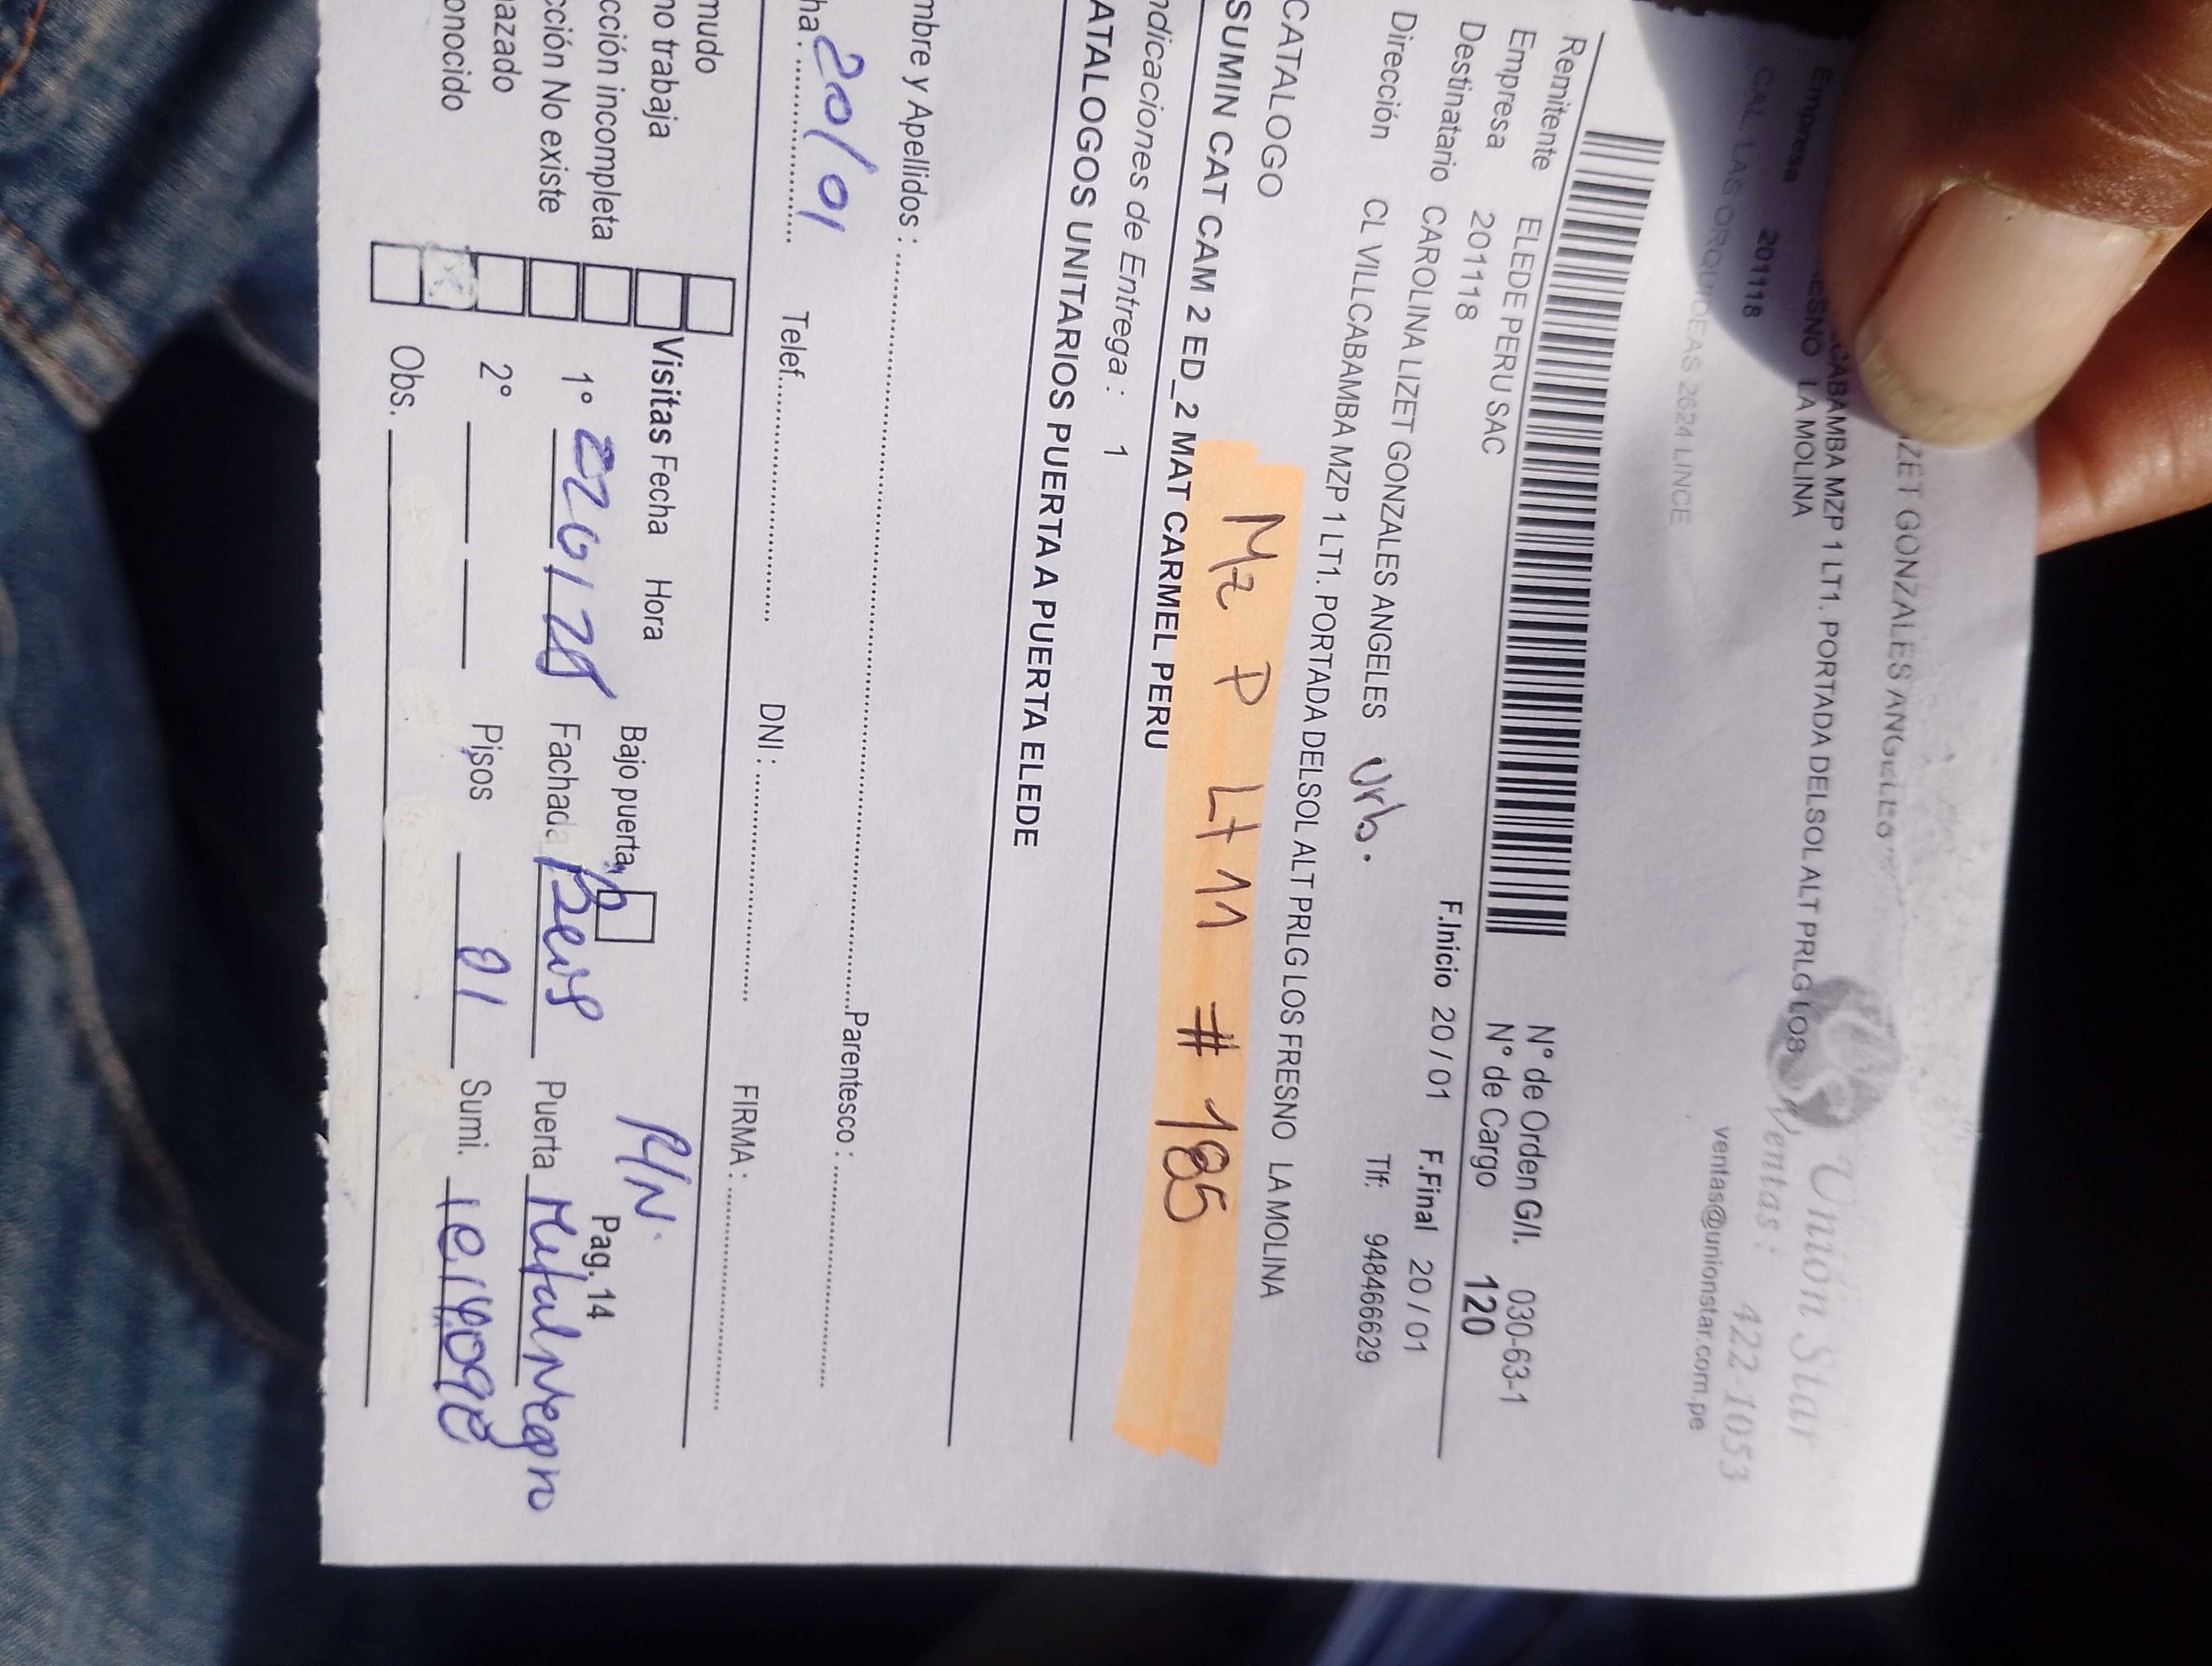 ZET GONZALES ANGELES
CABAMBA MZP 1 LT1. PORTADA DELSOL ALT PRLG LOS
ESNO LA MOLINA
Empresa 201118
CAL. LAS ORQUIDEAS 2624 LINCE
Unión Star
Ventas: 422-1053
ventas@unionstar.com.pe
Remitente ELEDE PERU SAC N° de Orden G/I. 030-63-1
Empresa 201118 N° de Cargo 120
Destinatario CAROLINA LIZET GONZALES ANGELES F.Inicio 20 / 01 F.Final 20 / 01
Urb. Tlf: 948466629
Dirección CL VILLCABAMBA MZP 1 LT1. PORTADA DELSOL ALT PRLG LOS FRESNO LA MOLINA
CATALOGO Mz P Lt 11 # 185
SUMIN CAT CAM 2 ED_2 MAT CARMEL PERU
ndicaciones de Entrega : 1
ATALOGOS UNITARIOS PUERTA A PUERTA ELEDE
mbre y Apellidos : Parentesco :
ha : 20/01 Telef. DNI : FIRMA :
mudo
no trabaja Visitas Fecha Hora Bajo puerta
cción incompleta Pag. 14
cción No existe 1° Fachada Puerta Metal Negro
nazado 2° Pisos 01 Sumi.
onocido Obs.